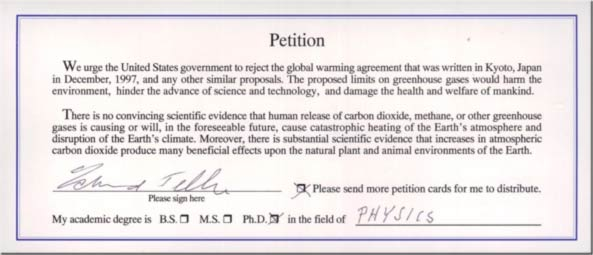 Petition
We urge the United States government to reject the global warming agreement that was written in Kyoto, Japan
in December, 1997, and any other similar proposals. The proposed limits on greenhouse gases would harm the
environment, hinder the advance of science and technology, and damage the health and welfare of mankind.
There is no convincing scientific evidence that human release of carbon dioxide, methane, or other greenhouse
gases is causing or will, in the foreseeable future, cause catastrophic heating of the Earth's atmosphere and
disruption of the Earth's climate. Moreover, there is substantial scientific evidence that increases in atmospheric
carbon dioxide produce many beneficial effects upon the natural plant and animal environments of the Earth.
Edward Teller ☒ Please send more petition cards for me to distribute.
Please sign here
My academic degree is B.S. ☐ M.S. ☐ Ph.D. ☒ in the field of PHYSICS